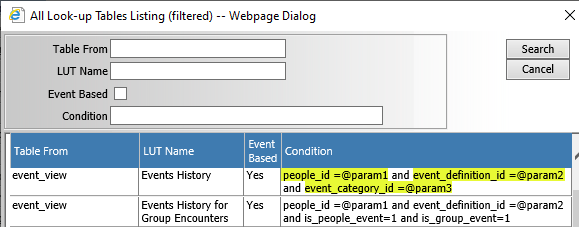 All Look-up Tables Listing (filtered) -- Webpage Dialog
Table From
Search
LUT Name
Cancel
Event Based
Condition
Table From LUT Name Event Based Condition
event_view Events History Yes people_id =@param1 and event_definition_id =@param2
and event_category_id =@param3
event_view Events History for Yes people_id =@param1 and event_definition_id =@param2
Group Encounters and is_people_event=1 and is_group_event=1